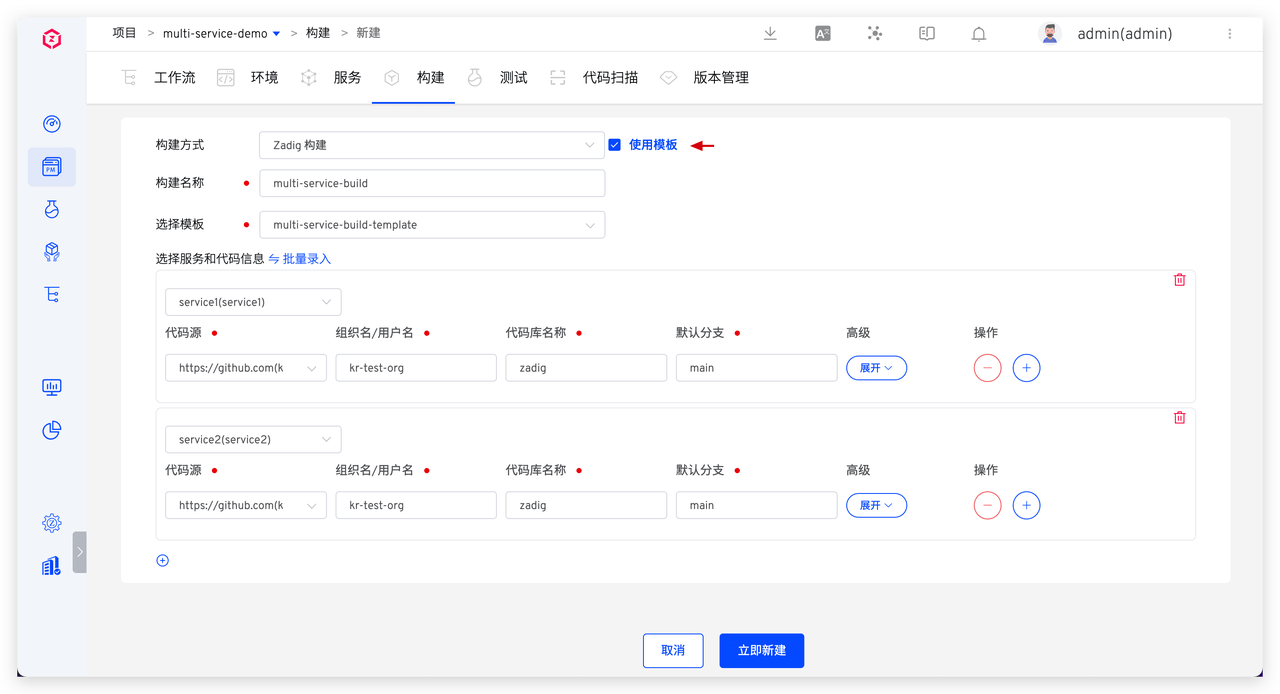 项目 > multi-service-demo > 构建 > 新建
admin(admin)
工作流 环境 服务 构建 测试 代码扫描 版本管理
PM
构建方式 Zadig 构建 使用模板
构建名称 multi-service-build
选择模板 multi-service-build-template
选择服务和代码信息 批量录入
service1(service1)
代码源 组织名/用户名 代码库名称 默认分支 高级 操作
https://github.com(k kr-test-org zadig main 展开
service2(service2)
代码源 组织名/用户名 代码库名称 默认分支 高级 操作
https://github.com(k kr-test-org zadig main 展开
取消 立即新建